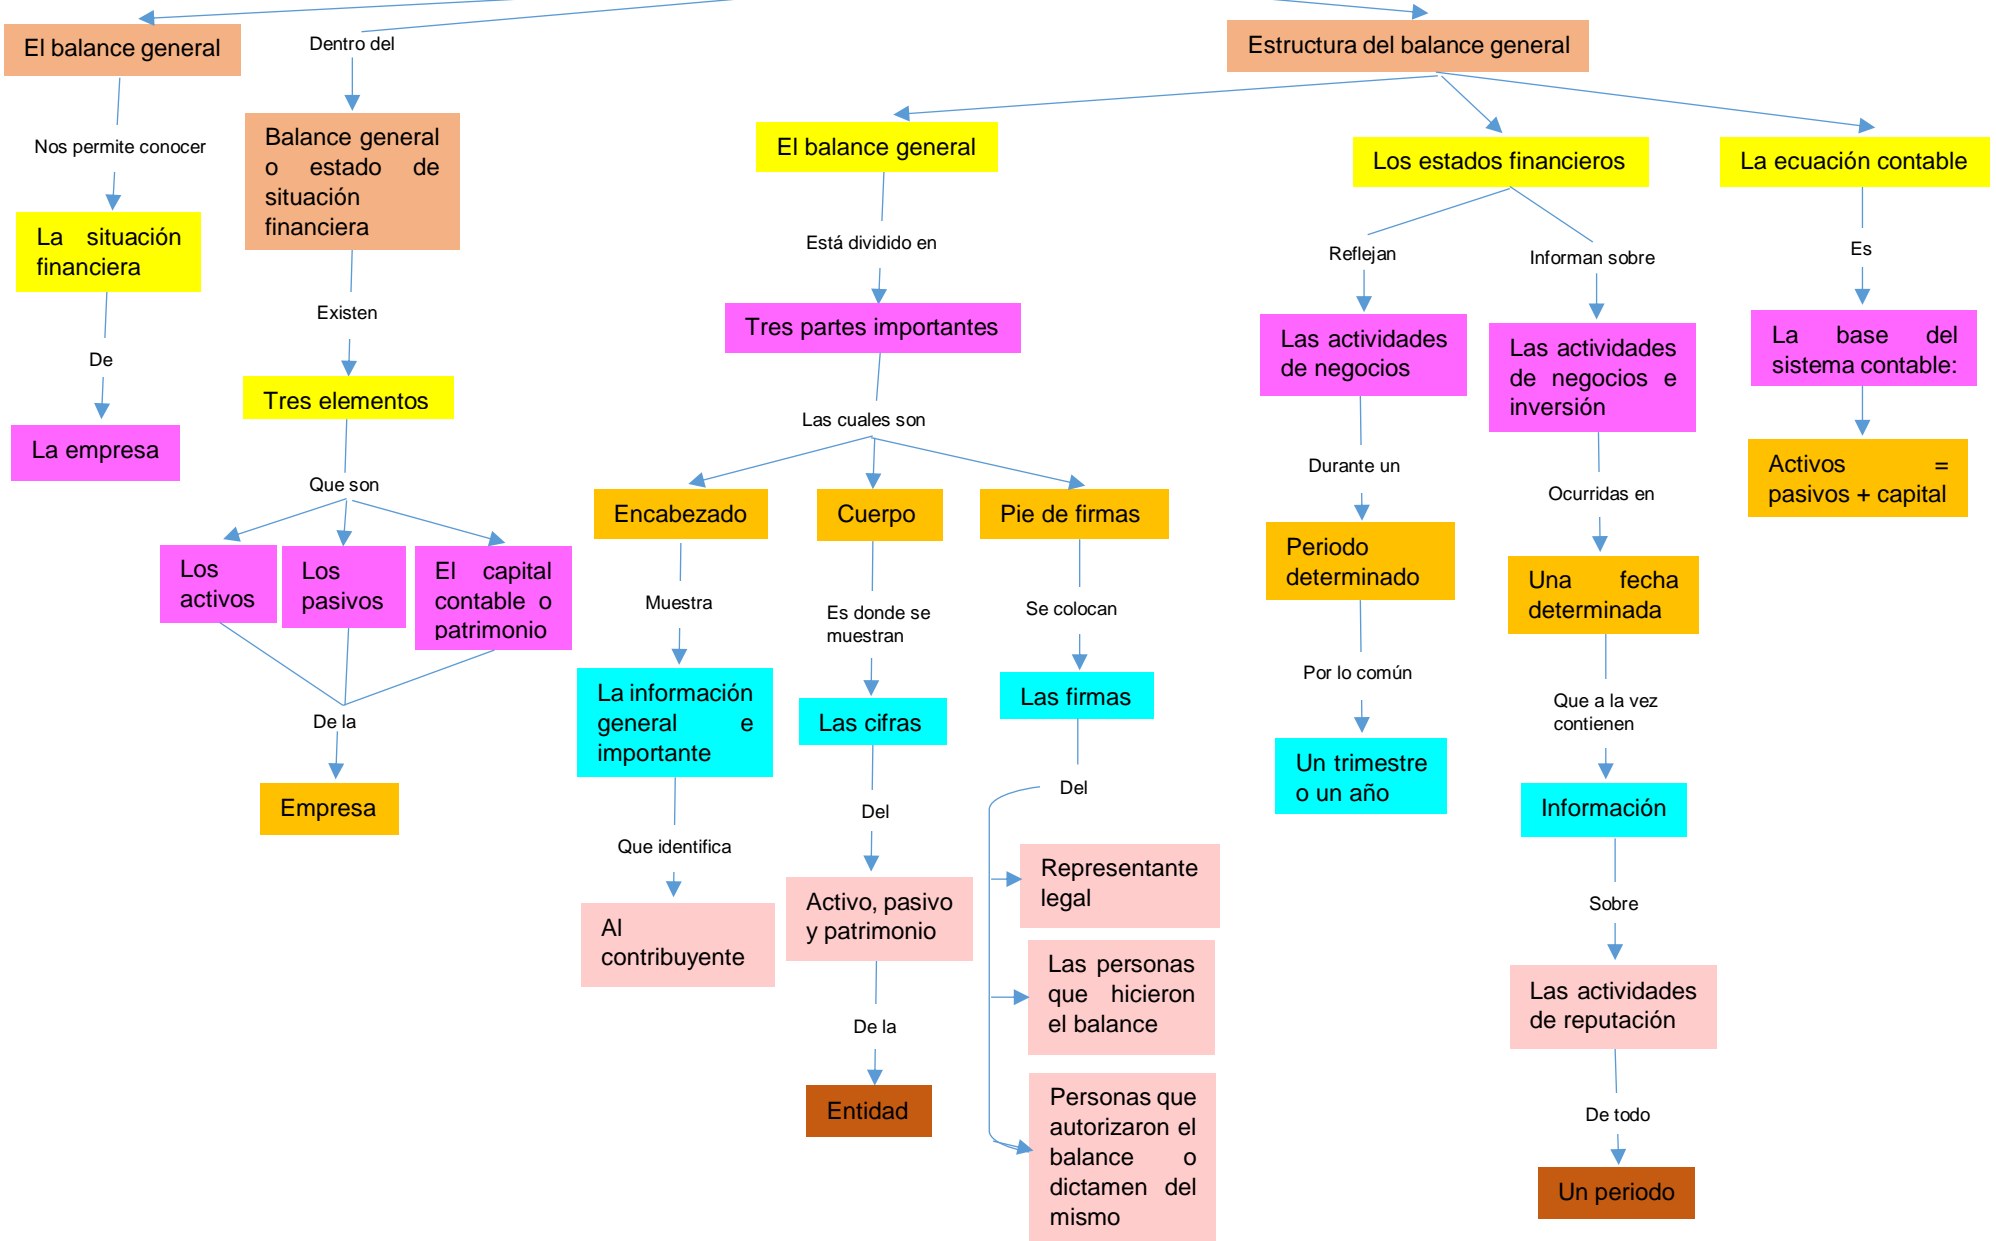 El balance general
Nos permite conocer
La situación
financiera
De
La empresa
Dentro del
Balance general
o estado de
situación
financiera
Existen
Tres elementos
Que son
Los
activos
Los
pasivos
El capital
contable o
patrimonio
De la
Empresa
Estructura del balance general
El balance general
Está dividido en
Tres partes importantes
Las cuales son
Encabezado
Muestra
La información
general e
importante
Que identifica
Al
contribuyente
Cuerpo
Es donde se
muestran
Las cifras
Del
Activo, pasivo
y patrimonio
De la
Entidad
Pie de firmas
Se colocan
Las firmas
Del
Representante
legal
Las personas
que hicieron
el balance
Personas que
autorizaron el
balance o
dictamen del
mismo
Los estados financieros
Reflejan
Las actividades
de negocios
Durante un
Periodo
determinado
Por lo común
Un trimestre
o un año
Informan sobre
Las actividades
de negocios e
inversión
Ocurridas en
Una fecha
determinada
Que a la vez
contienen
Información
Sobre
Las actividades
de reputación
De todo
Un periodo
La ecuación contable
Es
La base del
sistema contable:
Activos =
pasivos + capital